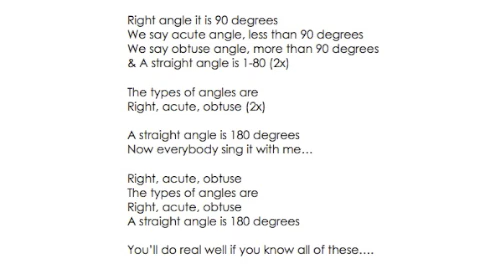 Right angle it is 90 degrees
We say acute angle, less than 90 degrees
We say obtuse angle, more than 90 degrees
& A straight angle is 1-80 (2x)
The types of angles are
Right, acute, obtuse (2x)
A straight angle is 180 degrees
Now everybody sing it with me...
Right, acute, obtuse
The types of angles are
Right, acute, obtuse
A straight angle is 180 degrees
You'll do real well if you know all of these....